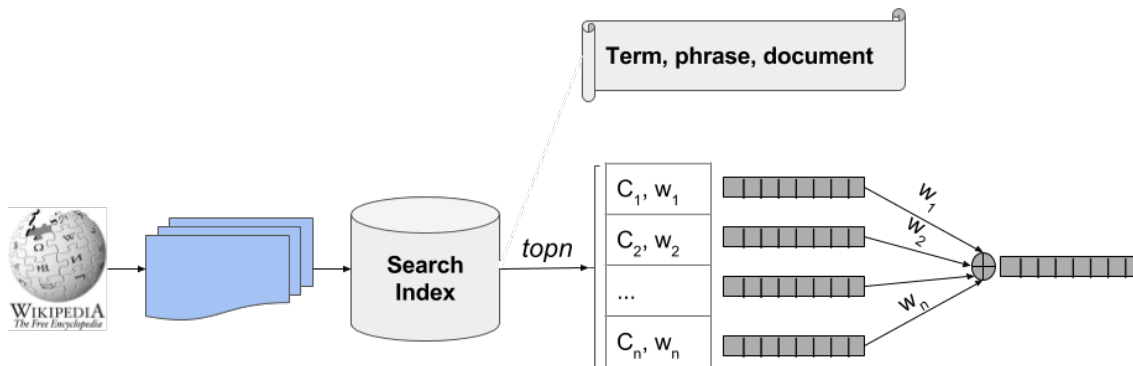 Term, phrase, document
WIKIPEDIA
The Free Encyclopedia
Search
Index
topn
C1, w1
C2, w2
...
Cn, wn
w1
w2
wn